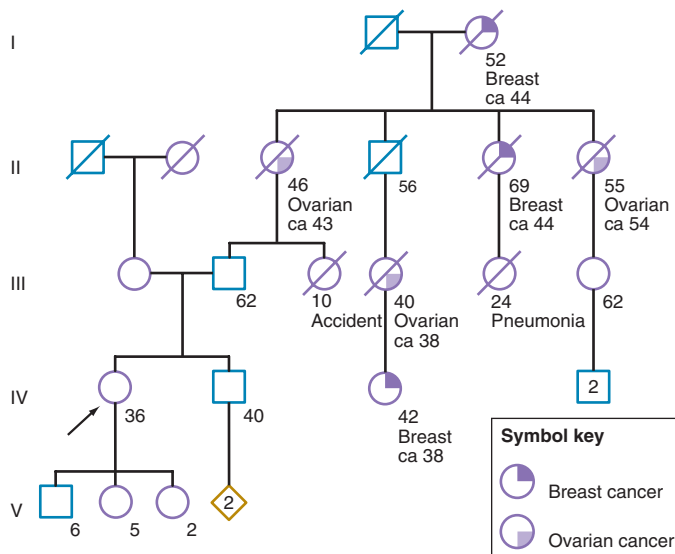 I
52
Breast
ca 44
II
46
Ovarian
ca 43
56
69
Breast
ca 44
55
Ovarian
ca 54
III
62
10
Accident
40
Ovarian
ca 38
24
Pneumonia
62
IV
36
40
42
Breast
ca 38
2
V
6
5
2
2
Symbol key
Breast cancer
Ovarian cancer